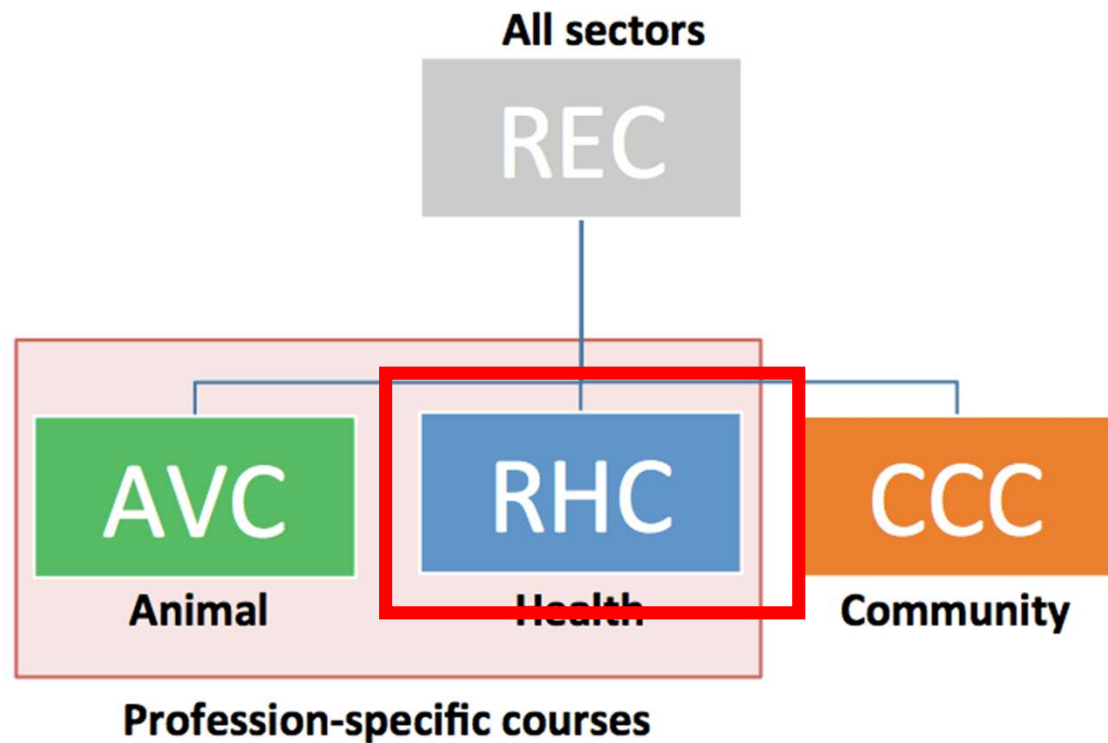 All sectors
REC
AVC
RHC
CCC
Animal
Health
Community
Profession-specific courses